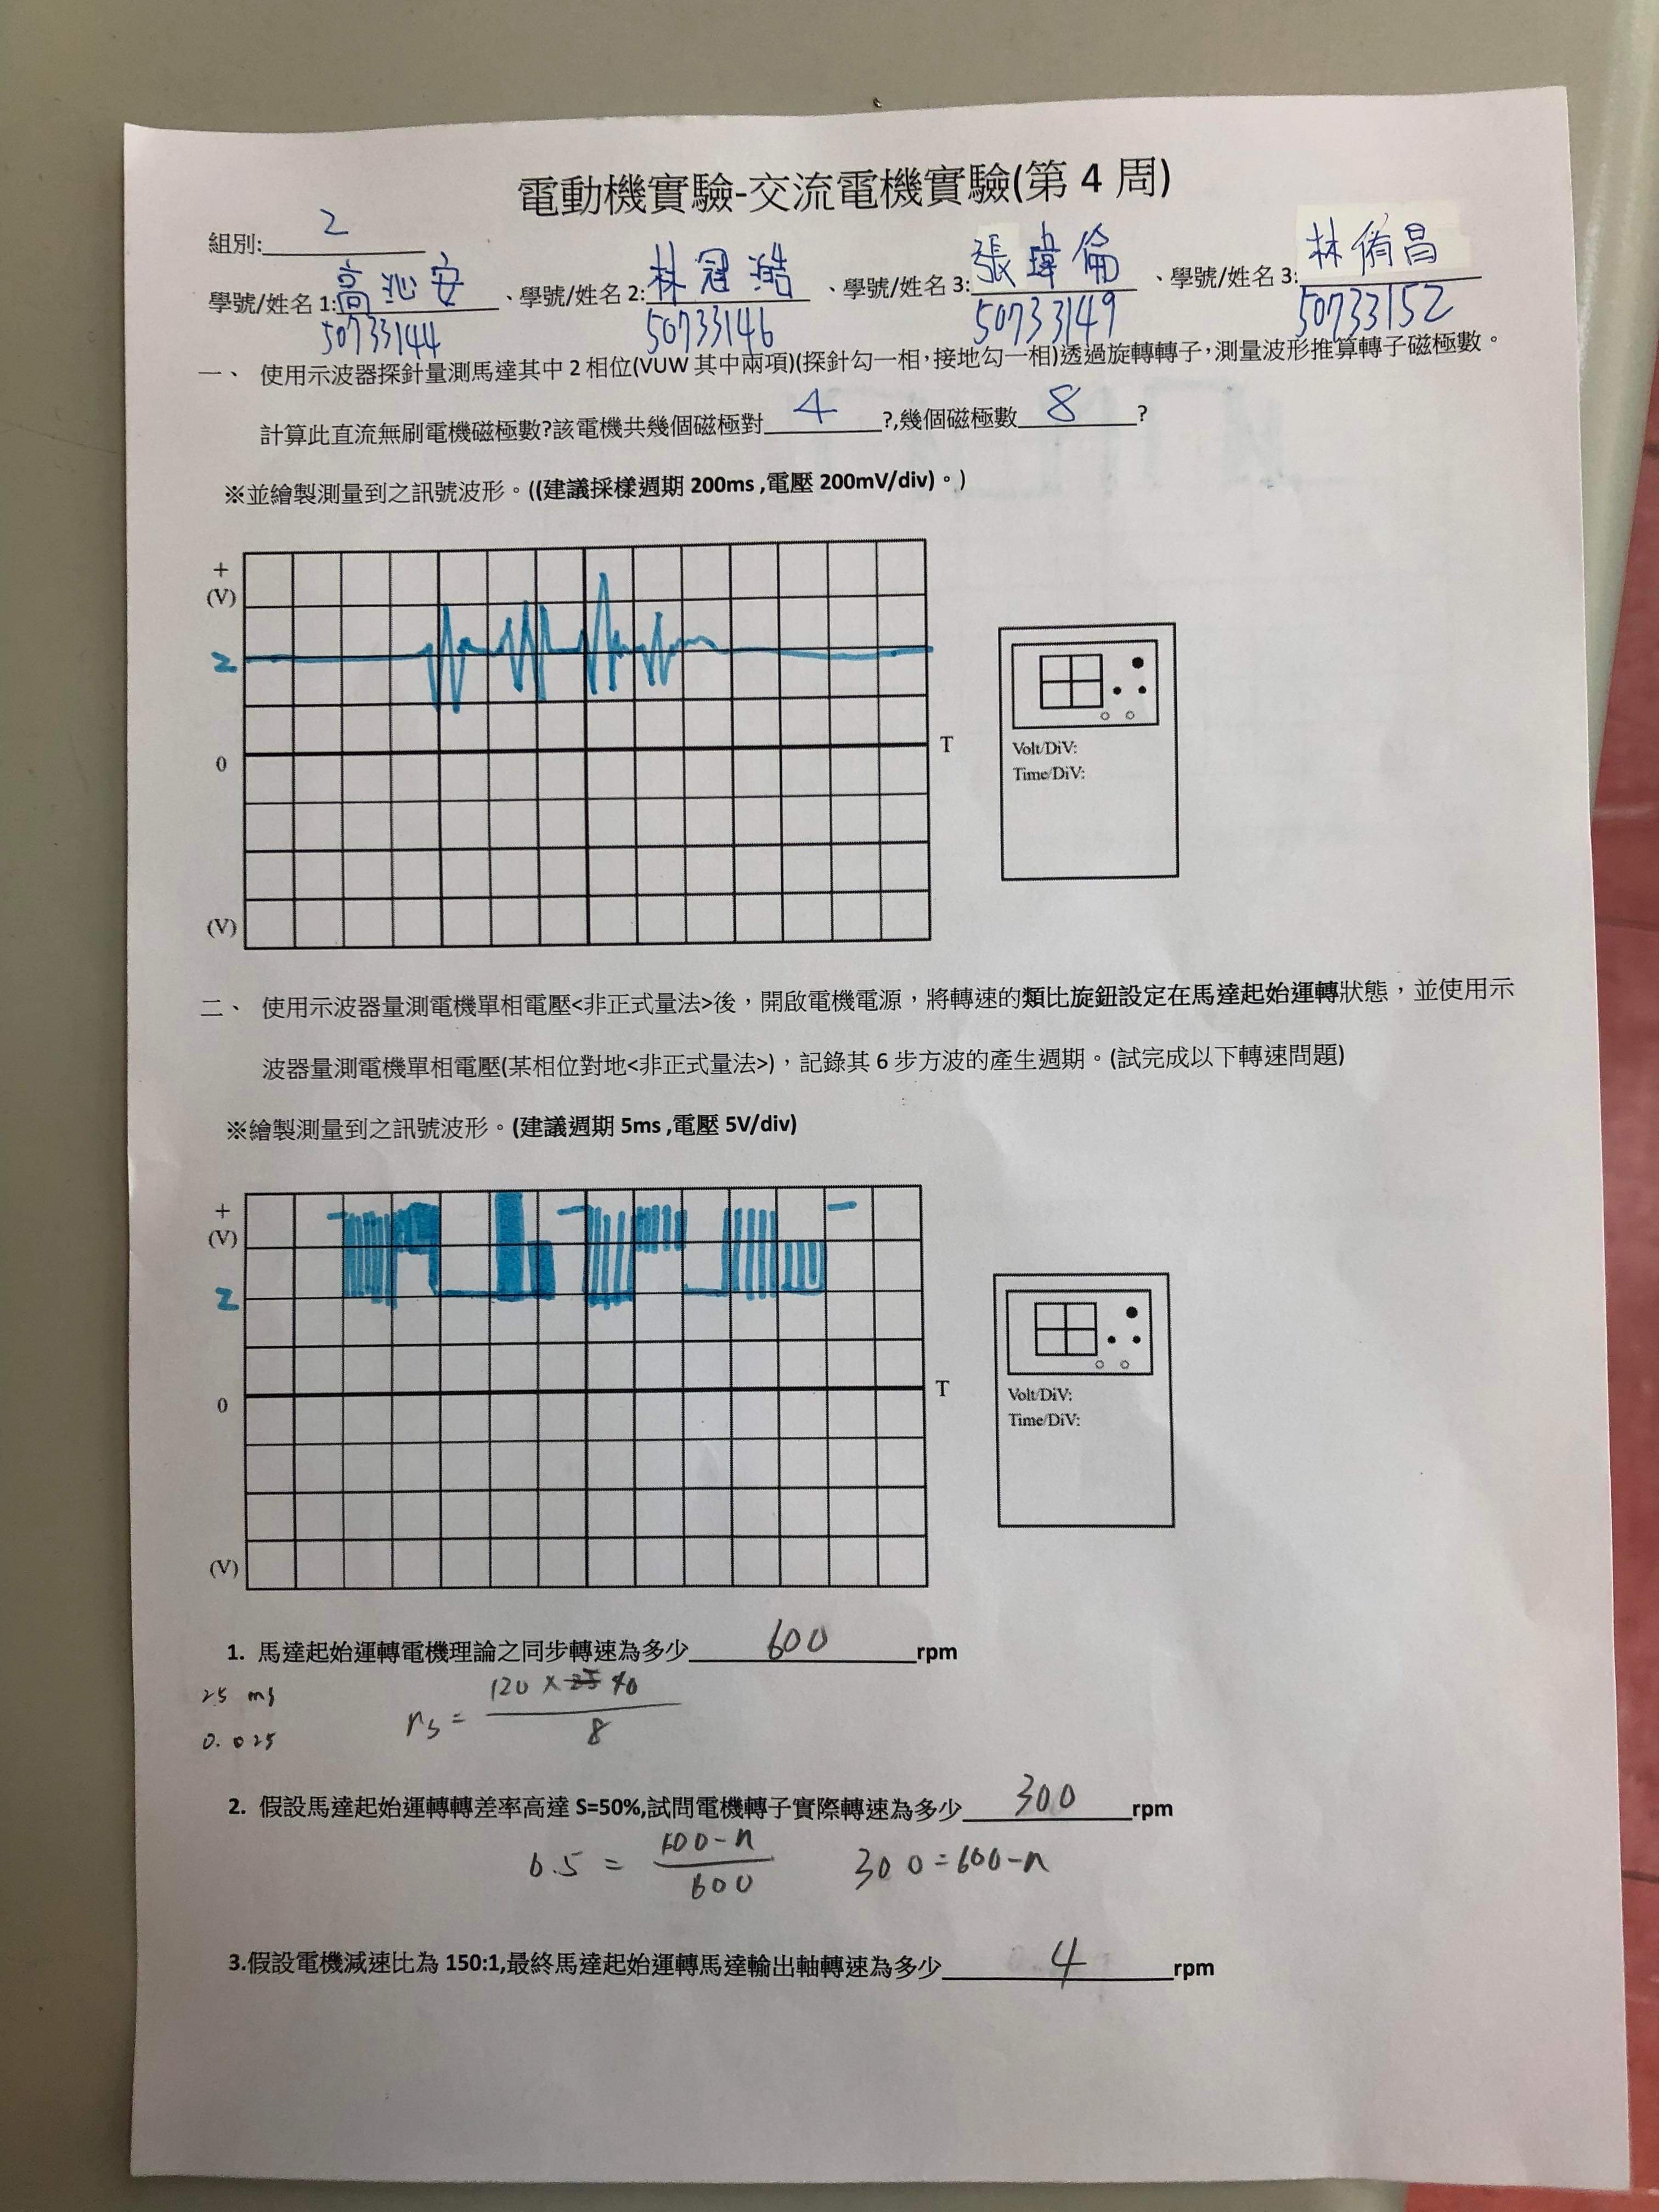 電動機實驗-交流電機實驗(第 4 周)
組別: 2
學號/姓名 1:高沁安、學號/姓名 2:林冠澔、學號/姓名 3:張瑋倫、學號/姓名 3:林侑昌
50733144 50733146 50733149 50733152
一、 使用示波器探針量測馬達其中 2 相位(VUW 其中兩項)(探針勾一相,接地勾一相)透過旋轉轉子,測量波形推算轉子磁極數。
計算此直流無刷電機磁極數?該電機共幾個磁極對 4 ?,幾個磁極數 8 ?
※並繪製測量到之訊號波形。((建議採樣週期 200ms ,電壓 200mV/div)。)
+
(V)
2
0
T
(V)
Volt/DiV:
Time/DiV:
二、 使用示波器量測電機單相電壓<非正式量法>後,開啟電機電源,將轉速的類比旋鈕設定在馬達起始運轉狀態,並使用示
波器量測電機單相電壓(某相位對地<非正式量法>),記錄其 6 步方波的產生週期。(試完成以下轉速問題)
※繪製測量到之訊號波形。(建議週期 5ms ,電壓 5V/div)
+
(V)
2
0
T
(V)
Volt/DiV:
Time/DiV:
1. 馬達起始運轉電機理論之同步轉速為多少 600 rpm
25 ms
0.025
ns = 120 × 40
8
2. 假設馬達起始運轉轉差率高達 S=50%,試問電機轉子實際轉速為多少 300 rpm
0.5 = 600-n
600
300=600-n
3.假設電機減速比為 150:1,最終馬達起始運轉馬達輸出軸轉速為多少 4 rpm